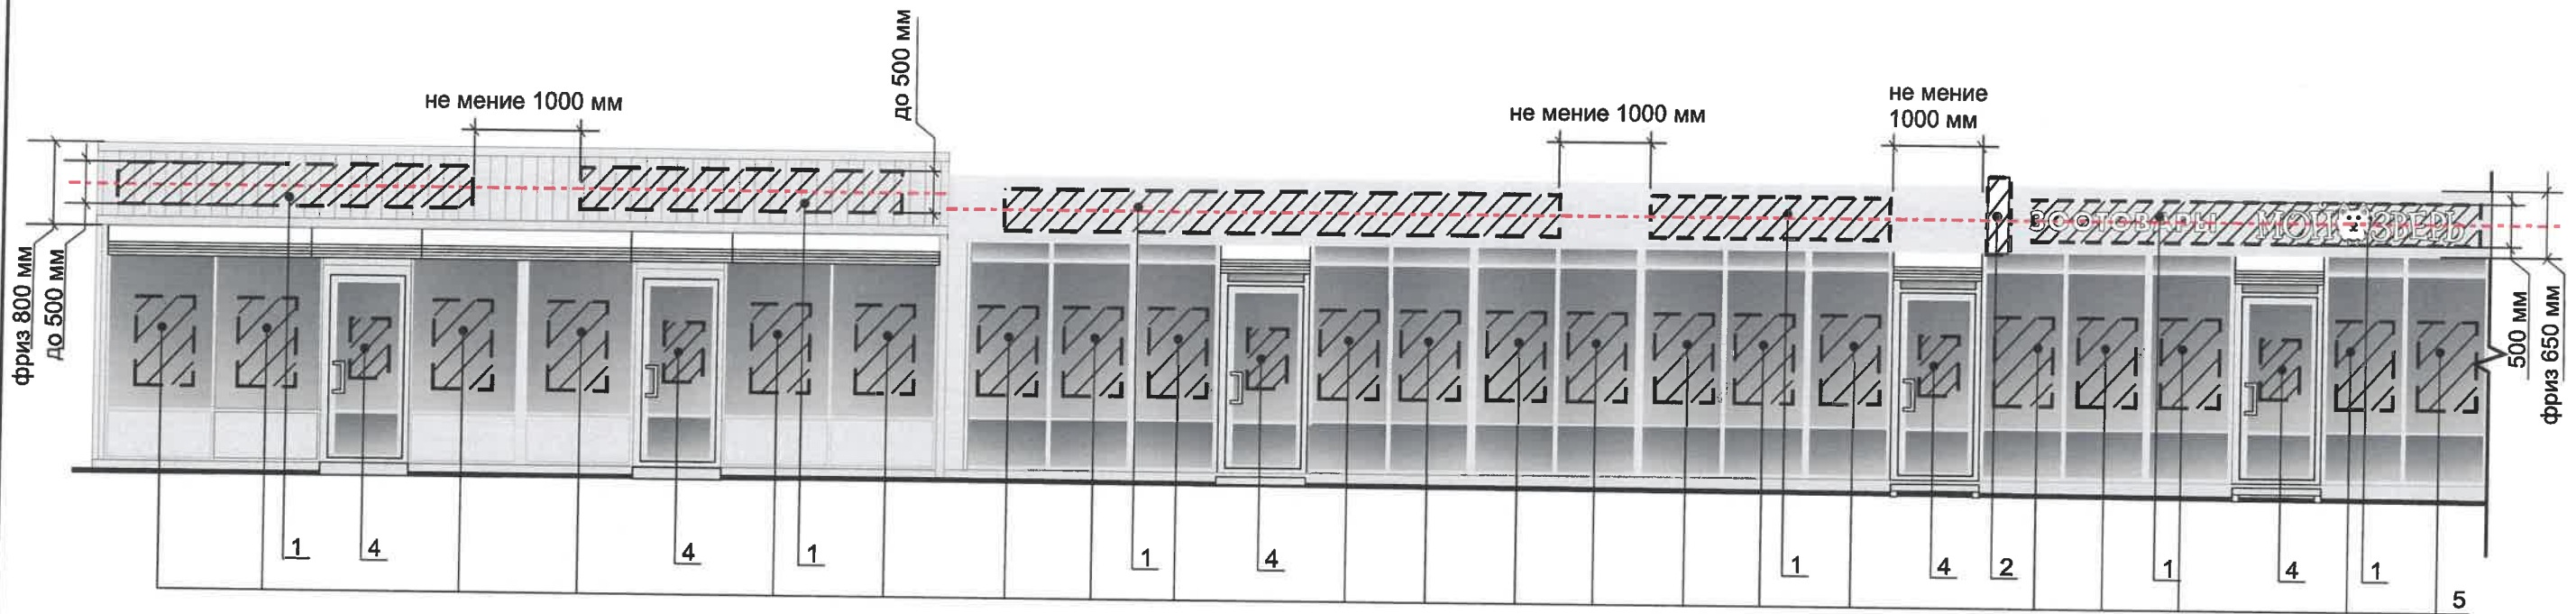 до 500 мм
не мение 1000 мм
не мение 1000 мм
не мение
1000 мм
фриз 800 мм
до 500 мм
ЗООТОВАРЫ МОЙ ЗВЕРЬ
500 мм
фриз 650 мм
1 4 4 1 1 4 1 4 2 1 4 1
5